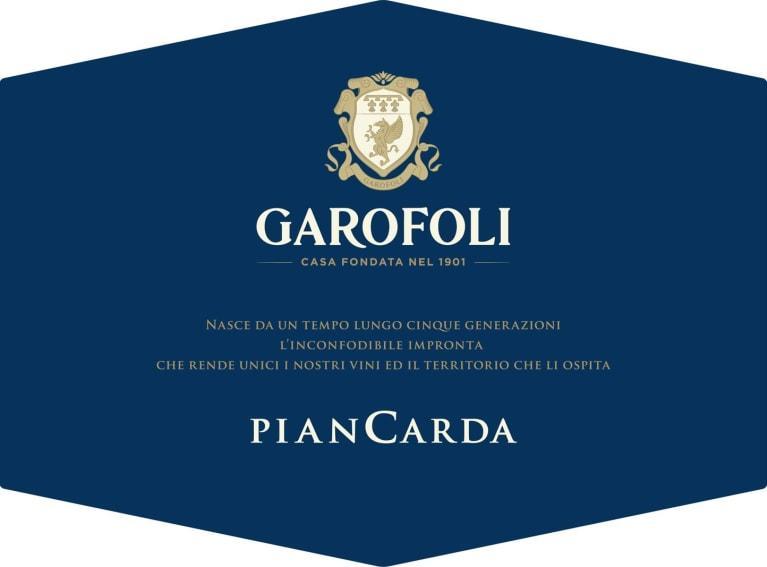 GAROFOLI
GAROFOLI
CASA FONDATA NEL 1901
NASCE DA UN TEMPO LUNGO CINQUE GENERAZIONI
L'INCONFODIBILE IMPRONTA
CHE RENDE UNICI I NOSTRI VINI ED IL TERRITORIO CHE LI OSPITA
PIANCARDA